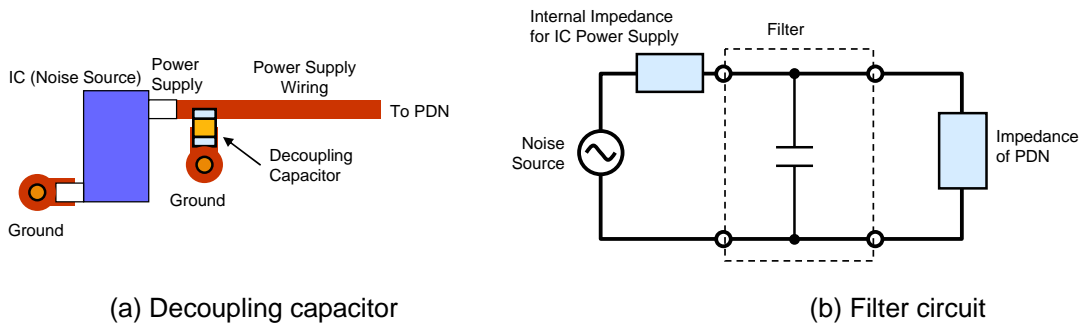 IC (Noise Source)
Power
Supply
Power Supply
Wiring
To PDN
Decoupling
Capacitor
Ground
Ground
(a) Decoupling capacitor
Internal Impedance
for IC Power Supply
Filter
Noise
Source
Impedance
of PDN
(b) Filter circuit